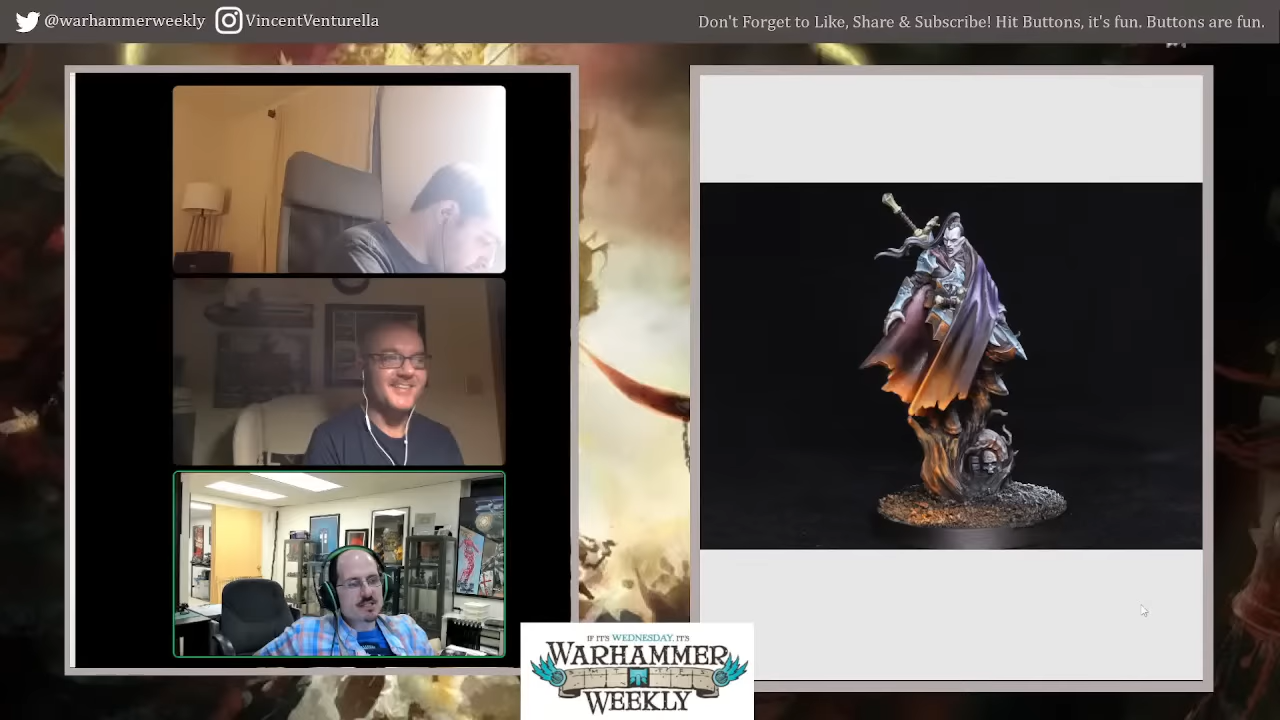 @warhammerweekly VincentVenturella
Don't Forget to Like, Share & Subscribe! Hit Buttons, it's fun. Buttons are fun.
IF IT'S WEDNESDAY, IT'S
WARHAMMER
WEEKLY